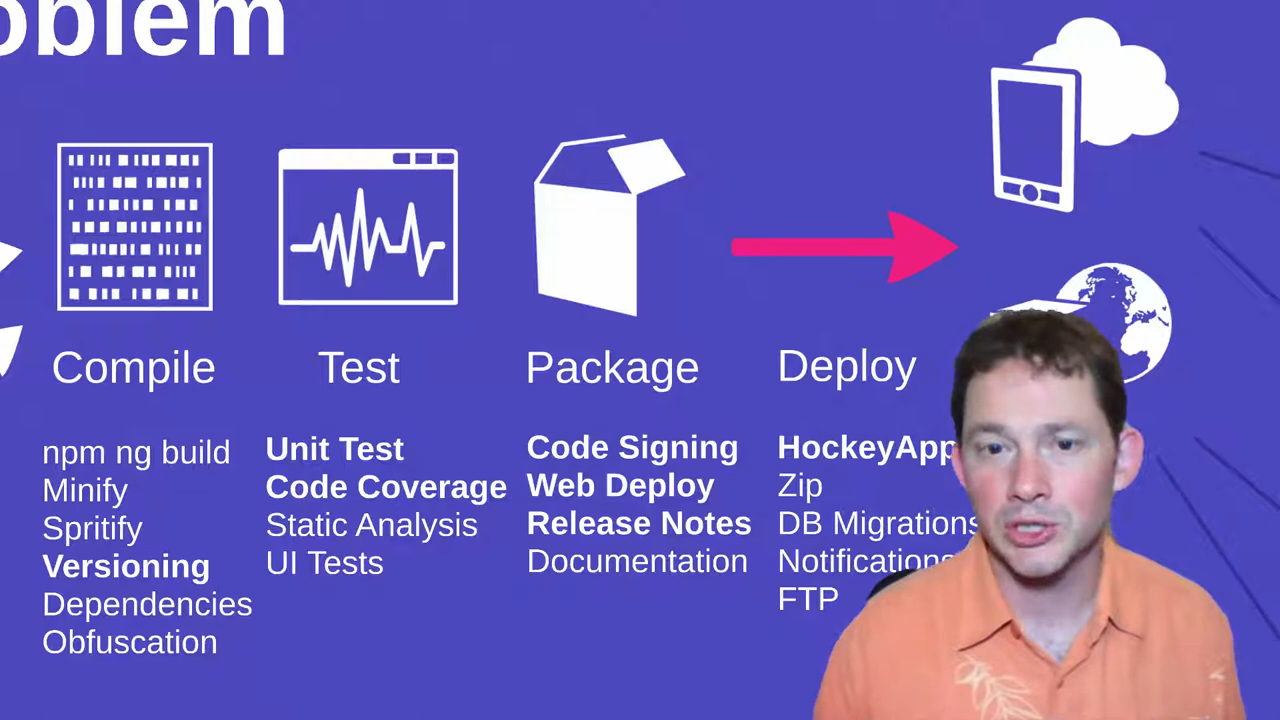 oblem
Compile
Test
Package
Deploy
npm ng build
Minify
Spritify
Versioning
Dependencies
Obfuscation
Unit Test
Code Coverage
Static Analysis
UI Tests
Code Signing
Web Deploy
Release Notes
Documentation
HockeyApp
Zip
DB Migrations
Notifications
FTP